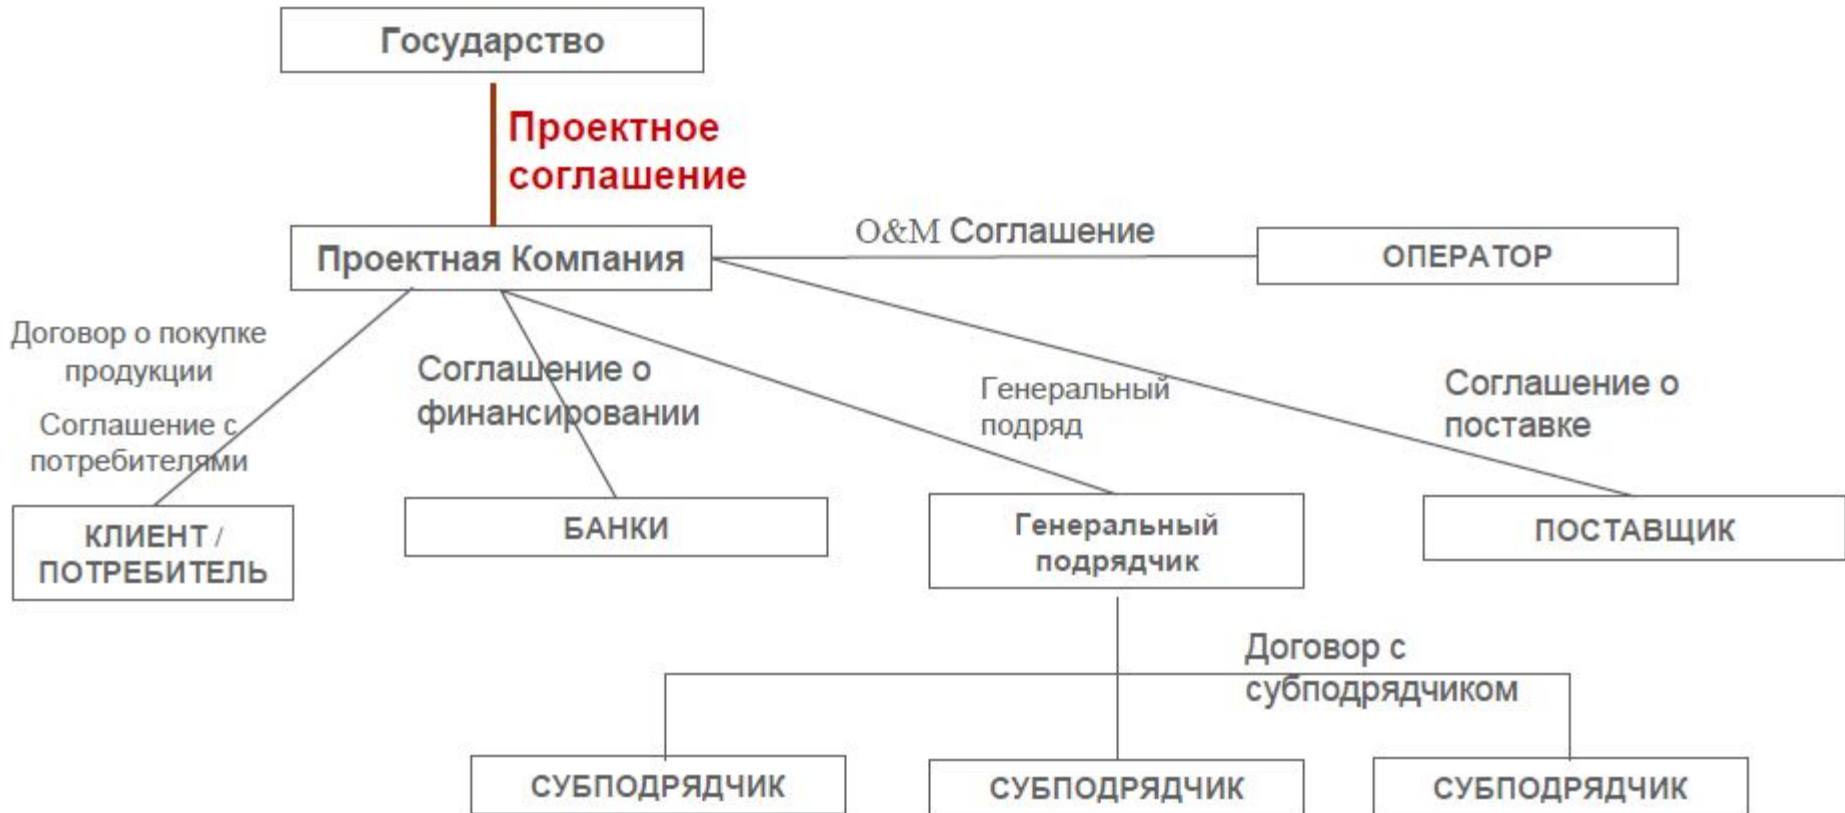 Государство
Проектное
соглашение
O&M Соглашение
Проектная Компания
ОПЕРАТОР
Договор о покупке
продукции
Соглашение с
потребителями
Соглашение о
финансировании
Генеральный
подряд
Соглашение о
поставке
КЛИЕНТ /
ПОТРЕБИТЕЛЬ
БАНКИ
Генеральный
подрядчик
ПОСТАВЩИК
Договор с
субподрядчиком
СУБПОДРЯДЧИК
СУБПОДРЯДЧИК
СУБПОДРЯДЧИК